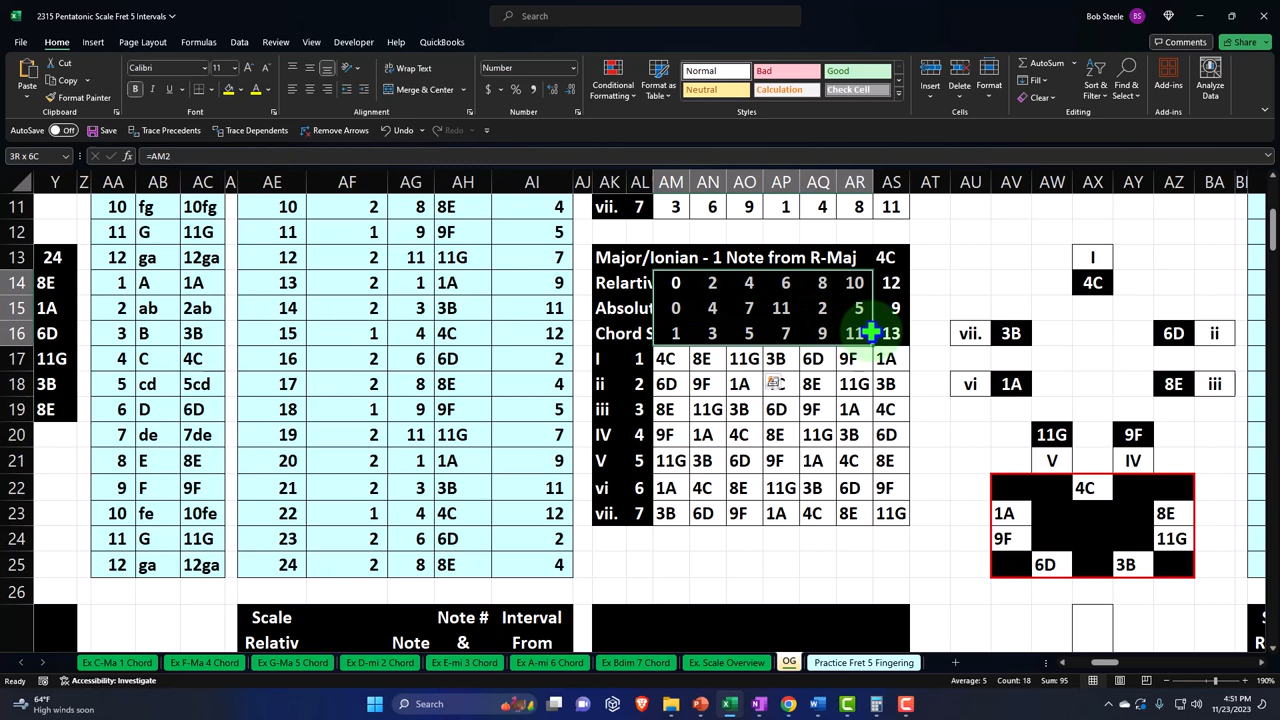 2315 Pentatonic Scale Fret 5 Intervals
Search
Bob Steele BS
File Home Insert Page Layout Formulas Data Review View Developer Help QuickBooks
Comments Share
Paste Cut Copy Format Painter
Calibri 11
B I U
Wrap Text
Merge & Center
Number
Conditional Formatting Format as Table
Normal Bad Good
Neutral Calculation Check Cell
Insert Delete Format
AutoSum Fill Clear
Sort & Filter Find & Select
Add-ins
Analyze Data
Clipboard Font Alignment Number Styles Cells Editing Add-ins
AutoSave Off Save Trace Precedents Trace Dependents Remove Arrows Undo Redo
3R x 6C fx =AM2
Y Z AA AB AC A AE AF AG AH AI AJ AK AL AM AN AO AP AQ AR AS AT AU AV AW AX AY AZ BA
11 10 fg 10fg 10 2 8 8E 4 vii. 7 3 6 9 1 4 8 11
12 11 G 11G 11 1 9 9F 5
13 24 12 ga 12ga 12 2 11 11G 7 Major/Ionian - 1 Note from R-Maj 4C I
14 8E 1 A 1A 13 2 1 1A 9 Relartiv 0 2 4 6 8 10 12 4C
15 1A 2 ab 2ab 14 2 3 3B 11 Absolut 0 4 7 11 2 5 9
16 6D 3 B 3B 15 1 4 4C 12 Chord S 1 3 5 7 9 11 13 vii. 3B 6D ii
17 11G 4 C 4C 16 2 6 6D 2 I 1 4C 8E 11G 3B 6D 9F 1A
18 3B 5 cd 5cd 17 2 8 8E 4 ii 2 6D 9F 1A 8E 11G 3B vi 1A 8E iii
19 8E 6 D 6D 18 1 9 9F 5 iii 3 8E 11G 3B 6D 9F 1A 4C
20 7 de 7de 19 2 11 11G 7 IV 4 9F 1A 4C 8E 11G 3B 6D 11G 9F
21 8 E 8E 20 2 1 1A 9 V 5 11G 3B 6D 9F 1A 4C 8E V IV
22 9 F 9F 21 2 3 3B 11 vi 6 1A 4C 8E 11G 3B 6D 9F 4C
23 10 fe 10fe 22 1 4 4C 12 vii. 7 3B 6D 9F 1A 4C 8E 11G 1A 8E
24 11 G 11G 23 2 6 6D 2 9F 11G
25 12 ga 12ga 24 2 8 8E 4 6D 3B
26
Scale Note # Interval
Relativ Note & From
Ex C-Ma 1 Chord Ex F-Ma 4 Chord Ex G-Ma 5 Chord Ex D-mi 2 Chord Ex E-mi 3 Chord Ex A-mi 6 Chord Ex Bdim 7 Chord Ex. Scale Overview OG Practice Fret 5 Fingering
Ready Accessibility: Investigate Average: 5 Count: 18 Sum: 95 190%
64°F
High winds soon
Search
4:51 PM
11/23/2023